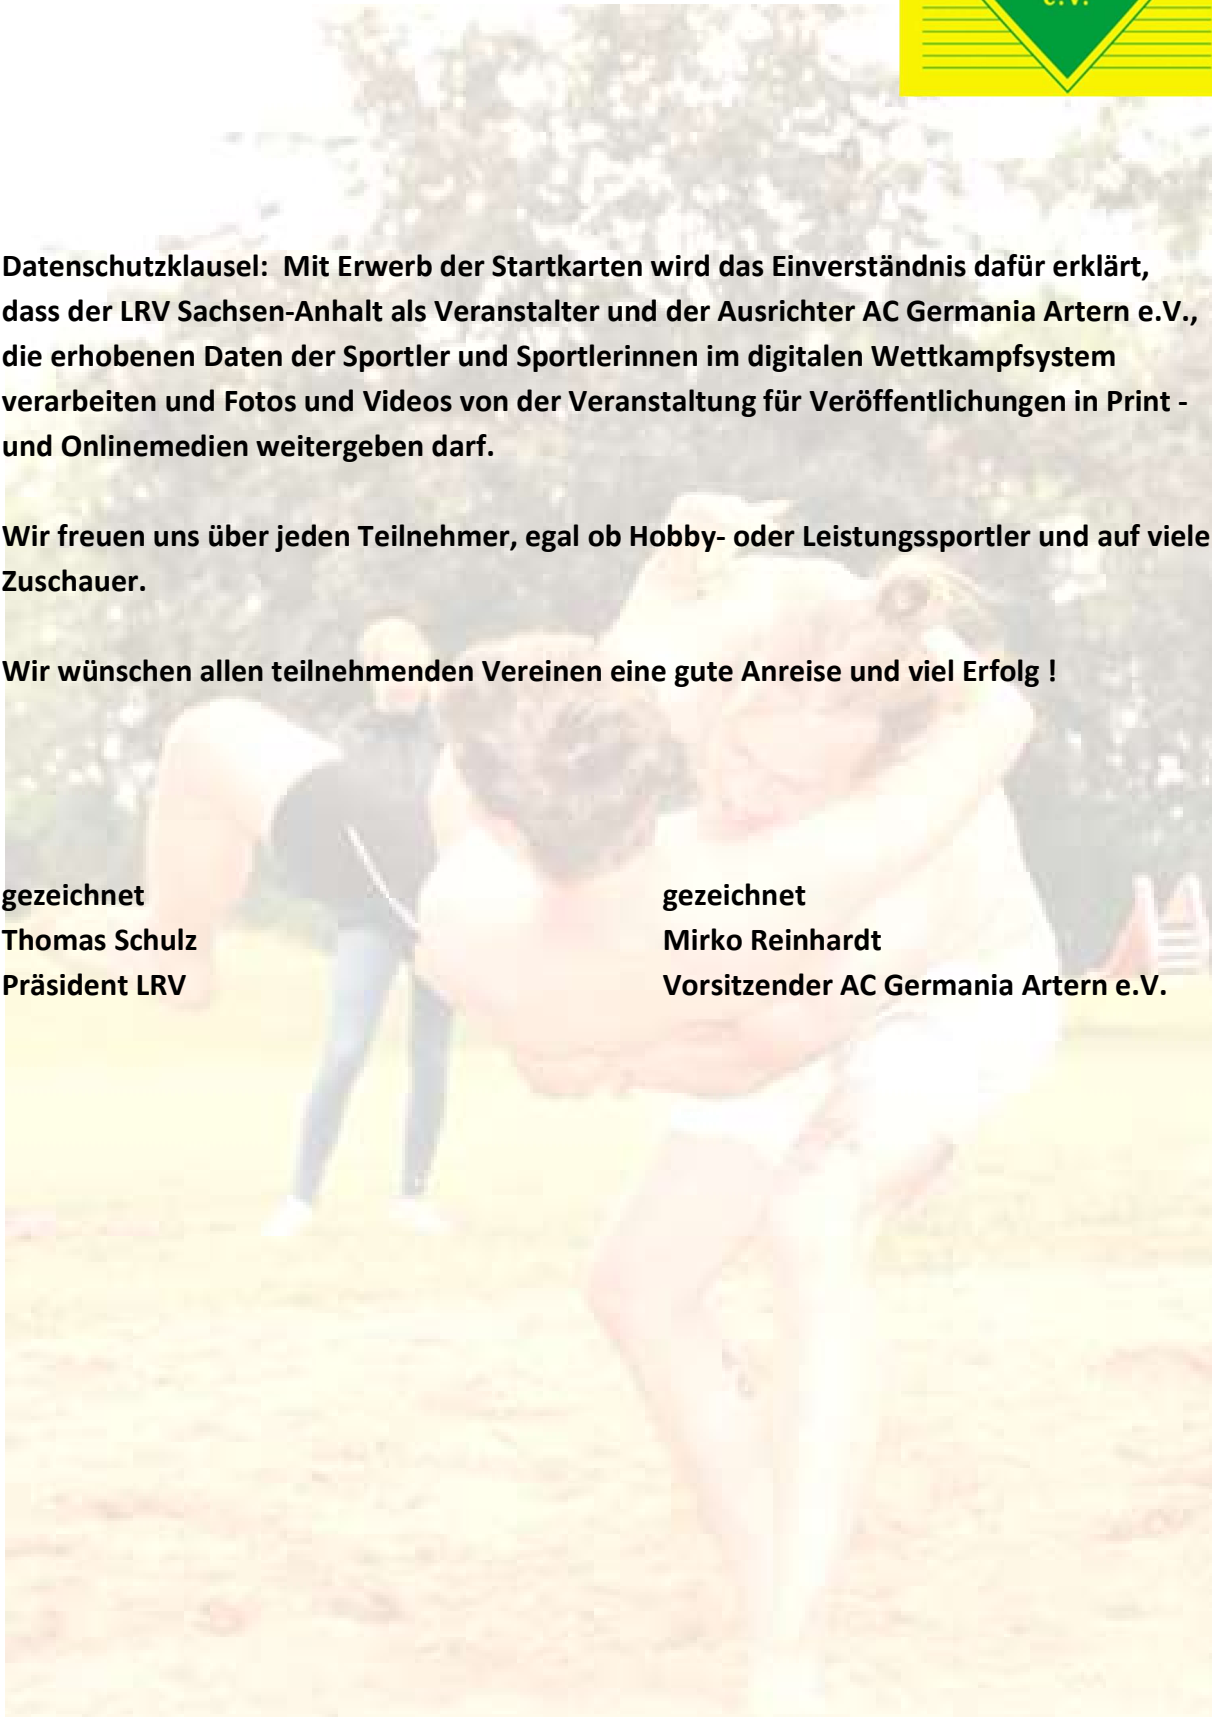 e.V.
Datenschutzklausel:  Mit Erwerb der Startkarten wird das Einverständnis dafür erklärt,
dass der LRV Sachsen-Anhalt als Veranstalter und der Ausrichter AC Germania Artern e.V.,
die erhobenen Daten der Sportler und Sportlerinnen im digitalen Wettkampfsystem
verarbeiten und Fotos und Videos von der Veranstaltung für Veröffentlichungen in Print -
und Onlinemedien weitergeben darf.
Wir freuen uns über jeden Teilnehmer, egal ob Hobby- oder Leistungssportler und auf viele
Zuschauer.
Wir wünschen allen teilnehmenden Vereinen eine gute Anreise und viel Erfolg !
gezeichnet
Thomas Schulz
Präsident LRV
gezeichnet
Mirko Reinhardt
Vorsitzender AC Germania Artern e.V.